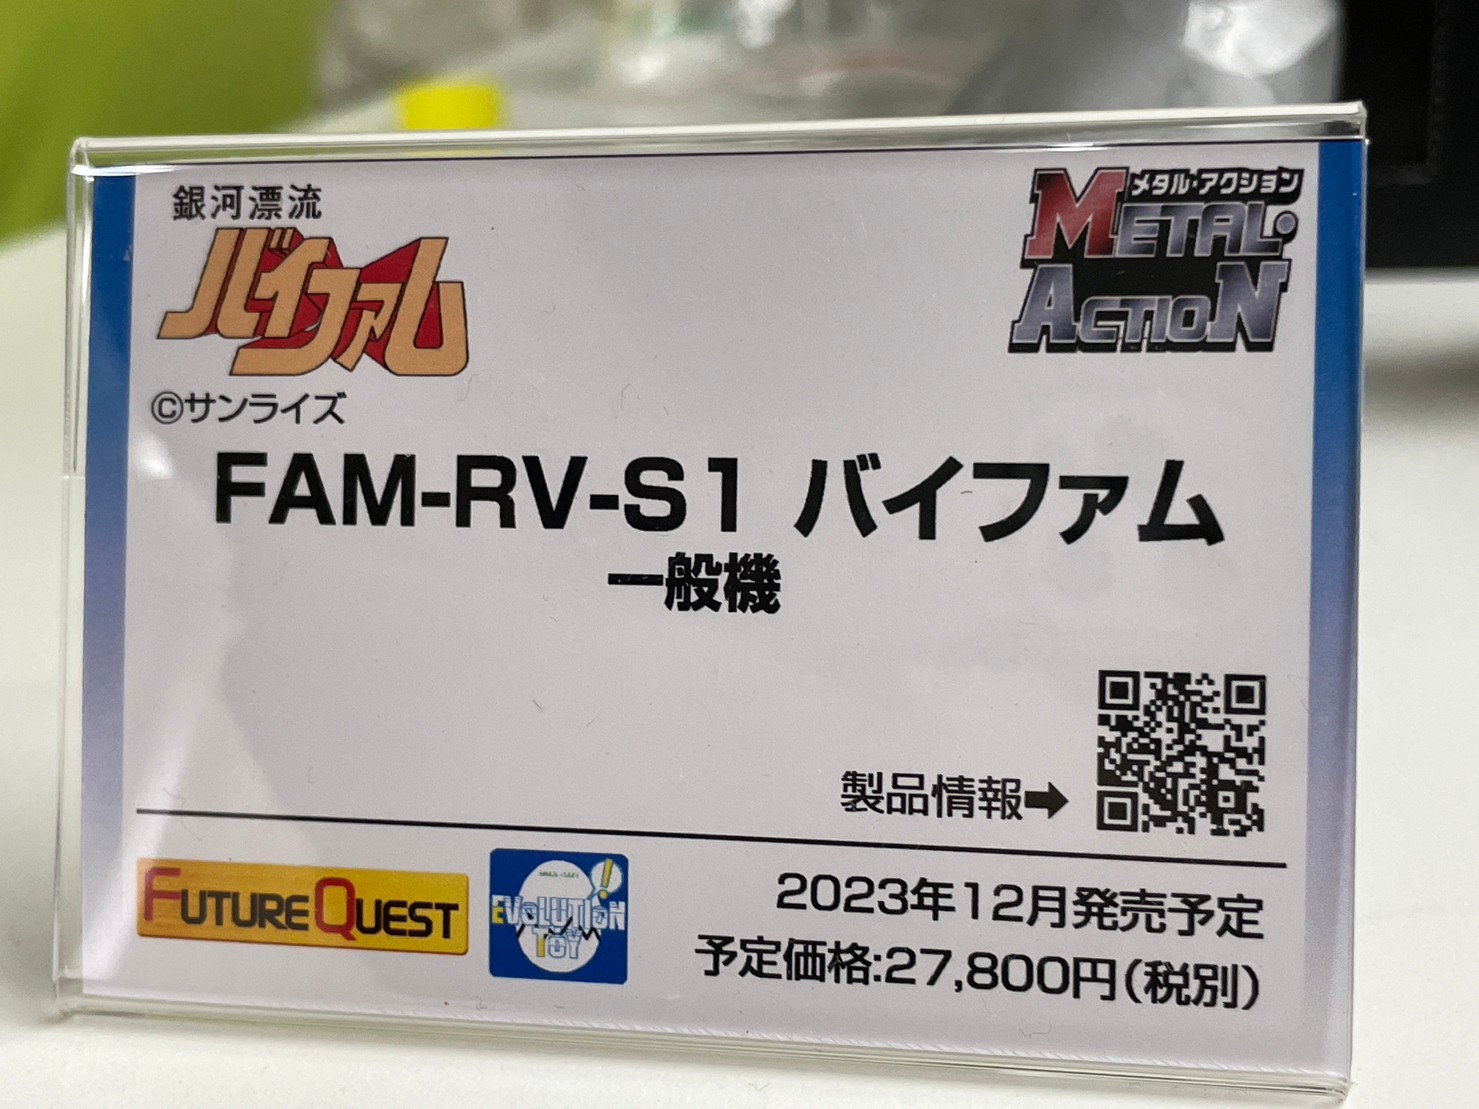 銀河漂流
バイファム
©サンライズ
メタル・アクション
METAL・
ACTION
FAM-RV-S1 バイファム
一般機
製品情報➡
FUTUREQUEST
EVOLUTION!
TOY
2023年12月発売予定
予定価格:27,800円(税別)